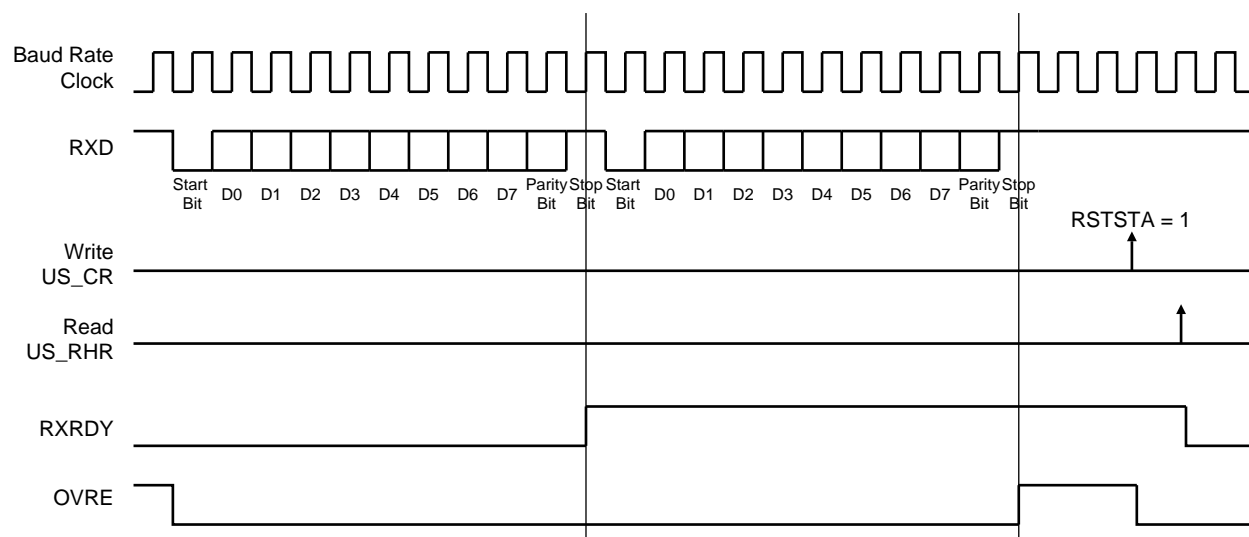 Baud Rate
Clock
RXD
Start
Bit
D0
D1
D2
D3
D4
D5
D6
D7
Parity
Bit
Stop
Bit
Start
Bit
D0
D1
D2
D3
D4
D5
D6
D7
Parity
Bit
Stop
Bit
RSTSTA = 1
Write
US_CR
Read
US_RHR
RXRDY
OVRE